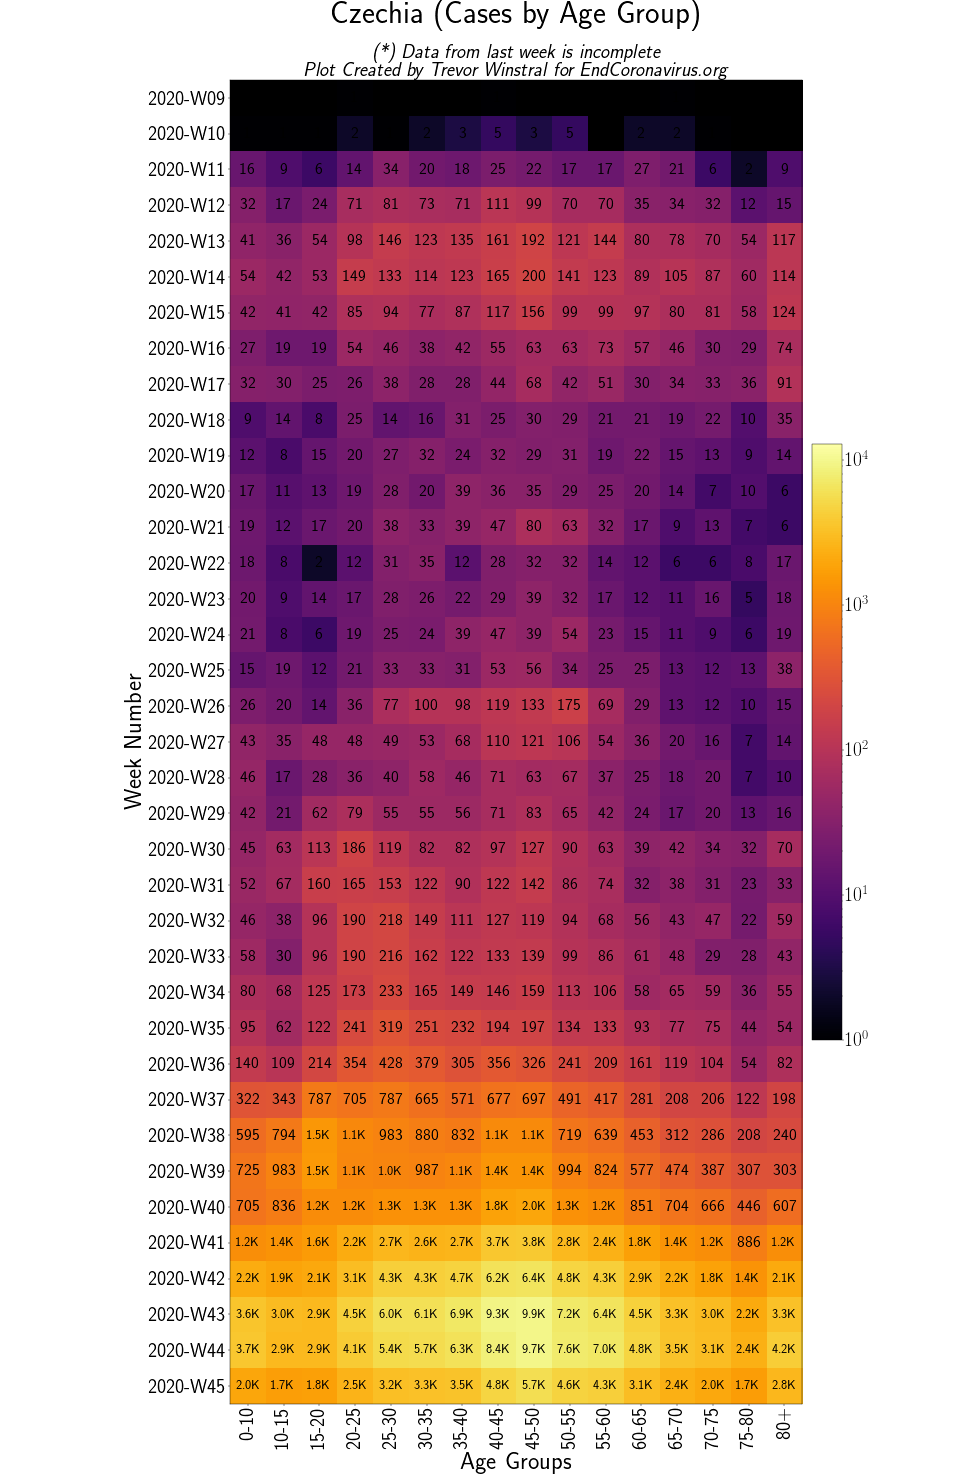 Czechia (Cases by Age Group)
(*) Data from last week is incomplete
Plot Created by Trevor Winstral for EndCoronavirus.org
2020-W09
2020-W10 2 2 3 5 3 5 2 2
2020-W11 16 9 6 14 34 20 18 25 22 17 17 27 21 6 2 9
2020-W12 32 17 24 71 81 73 71 111 99 70 70 35 34 32 12 15
2020-W13 41 36 54 98 146 123 135 161 192 121 144 80 78 70 54 117
2020-W14 54 42 53 149 133 114 123 165 200 141 123 89 105 87 60 114
2020-W15 42 41 42 85 94 77 87 117 156 99 99 97 80 81 58 124
2020-W16 27 19 19 54 46 38 42 55 63 63 73 57 46 30 29 74
2020-W17 32 30 25 26 38 28 28 44 68 42 51 30 34 33 36 91
2020-W18 9 14 8 25 14 16 31 25 30 29 21 21 19 22 10 35
2020-W19 12 8 15 20 27 32 24 32 29 31 19 22 15 13 9 14
2020-W20 17 11 13 19 28 20 39 36 35 29 25 20 14 7 10 6
2020-W21 19 12 17 20 38 33 39 47 80 63 32 17 9 13 7 6
2020-W22 18 8 2 12 31 35 12 28 32 32 14 12 6 6 8 17
2020-W23 20 9 14 17 28 26 22 29 39 32 17 12 11 16 5 18
2020-W24 21 8 6 19 25 24 39 47 39 54 23 15 11 9 6 19
2020-W25 15 19 12 21 33 33 31 53 56 34 25 25 13 12 13 38
2020-W26 26 20 14 36 77 100 98 119 133 175 69 29 13 12 10 15
2020-W27 43 35 48 48 49 53 68 110 121 106 54 36 20 16 7 14
2020-W28 46 17 28 36 40 58 46 71 63 67 37 25 18 20 7 10
2020-W29 42 21 62 79 55 55 56 71 83 65 42 24 17 20 13 16
2020-W30 45 63 113 186 119 82 82 97 127 90 63 39 42 34 32 70
2020-W31 52 67 160 165 153 122 90 122 142 86 74 32 38 31 23 33
2020-W32 46 38 96 190 218 149 111 127 119 94 68 56 43 47 22 59
2020-W33 58 30 96 190 216 162 122 133 139 99 86 61 48 29 28 43
2020-W34 80 68 125 173 233 165 149 146 159 113 106 58 65 59 36 55
2020-W35 95 62 122 241 319 251 232 194 197 134 133 93 77 75 44 54
2020-W36 140 109 214 354 428 379 305 356 326 241 209 161 119 104 54 82
2020-W37 322 343 787 705 787 665 571 677 697 491 417 281 208 206 122 198
2020-W38 595 794 1.5K 1.1K 983 880 832 1.1K 1.1K 719 639 453 312 286 208 240
2020-W39 725 983 1.5K 1.1K 1.0K 987 1.1K 1.4K 1.4K 994 824 577 474 387 307 303
2020-W40 705 836 1.2K 1.2K 1.3K 1.3K 1.3K 1.8K 2.0K 1.3K 1.2K 851 704 666 446 607
2020-W41 1.2K 1.4K 1.6K 2.2K 2.7K 2.6K 2.7K 3.7K 3.8K 2.8K 2.4K 1.8K 1.4K 1.2K 886 1.2K
2020-W42 2.2K 1.9K 2.1K 3.1K 4.3K 4.3K 4.7K 6.2K 6.4K 4.8K 4.3K 2.9K 2.2K 1.8K 1.4K 2.1K
2020-W43 3.6K 3.0K 2.9K 4.5K 6.0K 6.1K 6.9K 9.3K 9.9K 7.2K 6.4K 4.5K 3.3K 3.0K 2.2K 3.3K
2020-W44 3.7K 2.9K 2.9K 4.1K 5.4K 5.7K 6.3K 8.4K 9.7K 7.6K 7.0K 4.8K 3.5K 3.1K 2.4K 4.2K
2020-W45 2.0K 1.7K 1.8K 2.5K 3.2K 3.3K 3.5K 4.8K 5.7K 4.6K 4.3K 3.1K 2.4K 2.0K 1.7K 2.8K
0-10 10-15 15-20 20-25 25-30 30-35 35-40 40-45 45-50 50-55 55-60 60-65 65-70 70-75 75-80 80+
Age Groups
Week Number
10⁴
10³
10²
10¹
10⁰